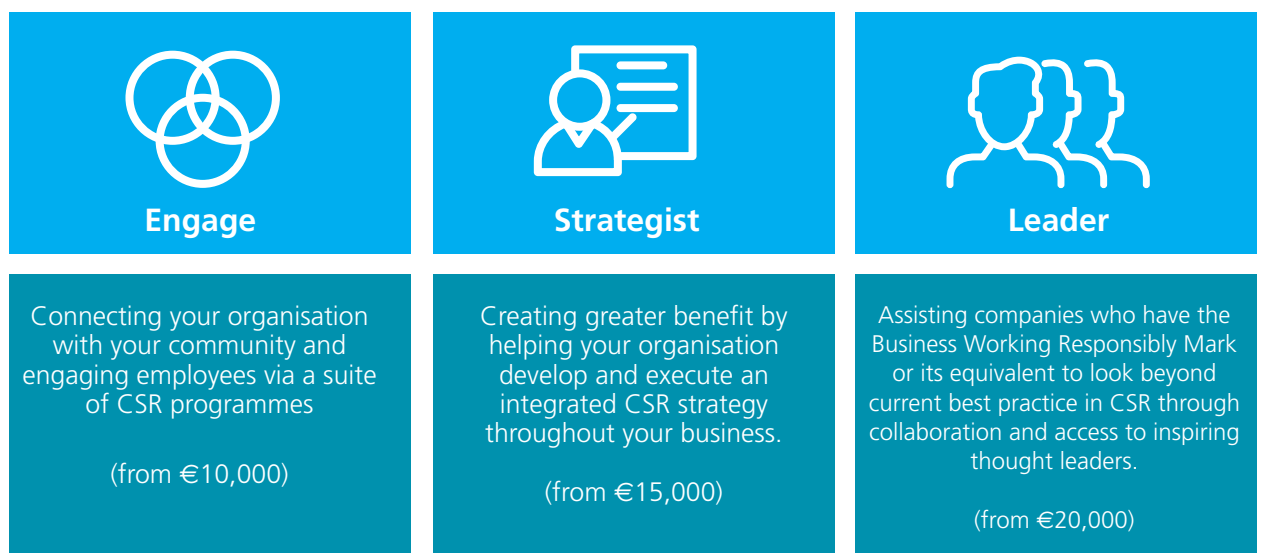 Engage
Connecting your organisation
with your community and
engaging employees via a suite
of CSR programmes
(from €10,000)
Strategist
Creating greater benefit by
helping your organisation
develop and execute an
integrated CSR strategy
throughout your business.
(from €15,000)
Leader
Assisting companies who have the
Business Working Responsibly Mark
or its equivalent to look beyond
current best practice in CSR through
collaboration and access to inspiring
thought leaders.
(from €20,000)